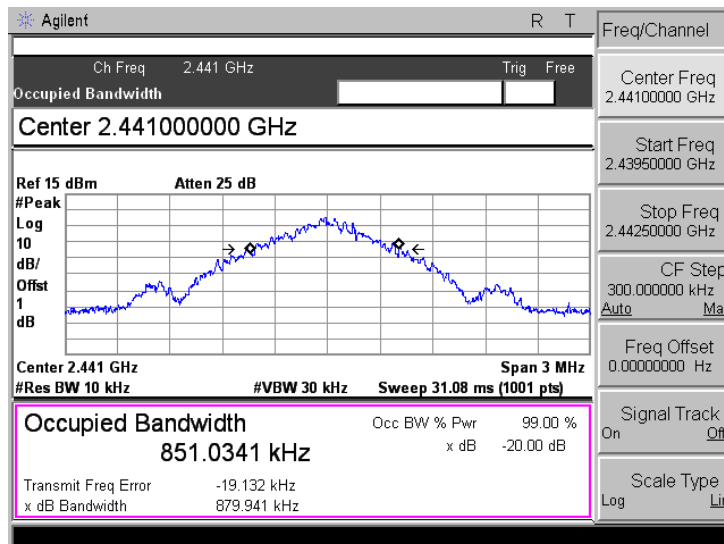 Agilent
R T
Ch Freq 2.441 GHz Trig Free
Occupied Bandwidth
Center 2.441000000 GHz
Ref 15 dBm Atten 25 dB
#Peak
Log
10
dB/
Offst
1
dB
Center 2.441 GHz Span 3 MHz
#Res BW 10 kHz #VBW 30 kHz Sweep 31.08 ms (1001 pts)
Occupied Bandwidth
851.0341 kHz
Occ BW % Pwr 99.00 %
x dB -20.00 dB
Transmit Freq Error -19.132 kHz
x dB Bandwidth 879.941 kHz
Freq/Channel
Center Freq
2.44100000 GHz
Start Freq
2.43950000 GHz
Stop Freq
2.44250000 GHz
CF Step
300.000000 kHz
Auto Ma
Freq Offset
0.00000000 Hz
Signal Track
On Off
Scale Type
Log Lin